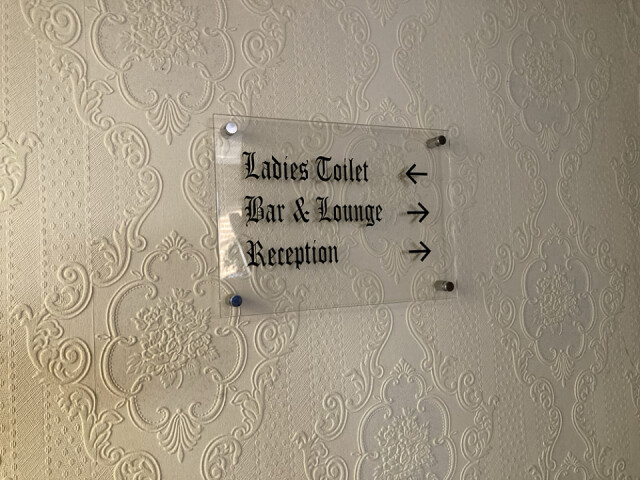 Ladies Toilet ←
Bar & Lounge →
Reception →